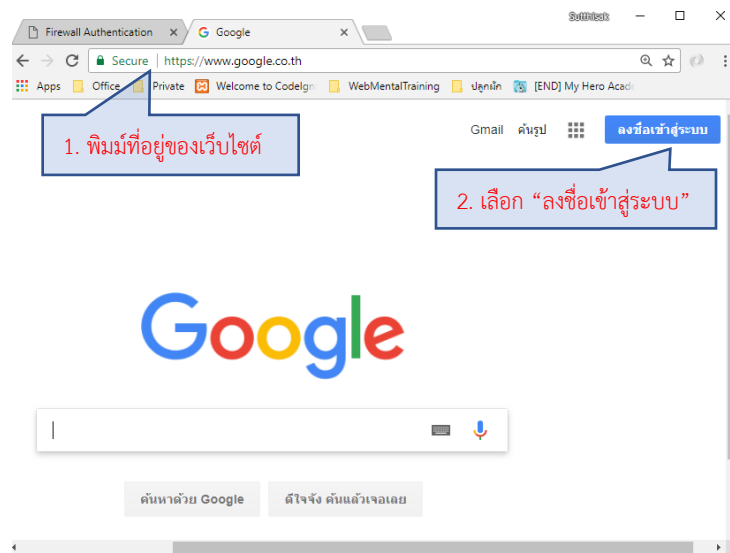 Sutthisak
Firewall Authentication
Google
Secure | https://www.google.co.th
Apps Office Private Welcome to CodeIgn WebMentalTraining ปลูกผัก [END] My Hero Acade
1. พิมม์ที่อยู่ของเว็บไซต์
Gmail ค้นรูป ลงชื่อเข้าสู่ระบบ
2. เลือก “ลงชื่อเข้าสู่ระบบ”
Google
ค้นหาด้วย Google ดีใจจัง ค้นแล้วเจอเลย